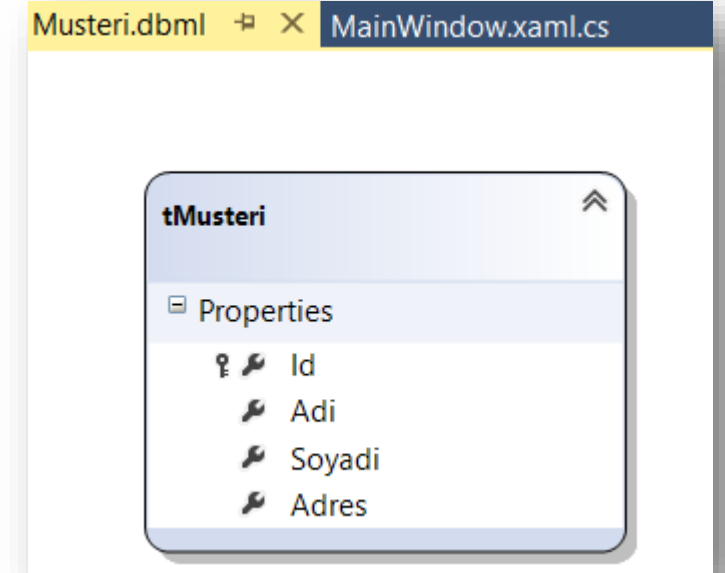 Musteri.dbml MainWindow.xaml.cs
tMusteri
Properties
Id
Adi
Soyadi
Adres